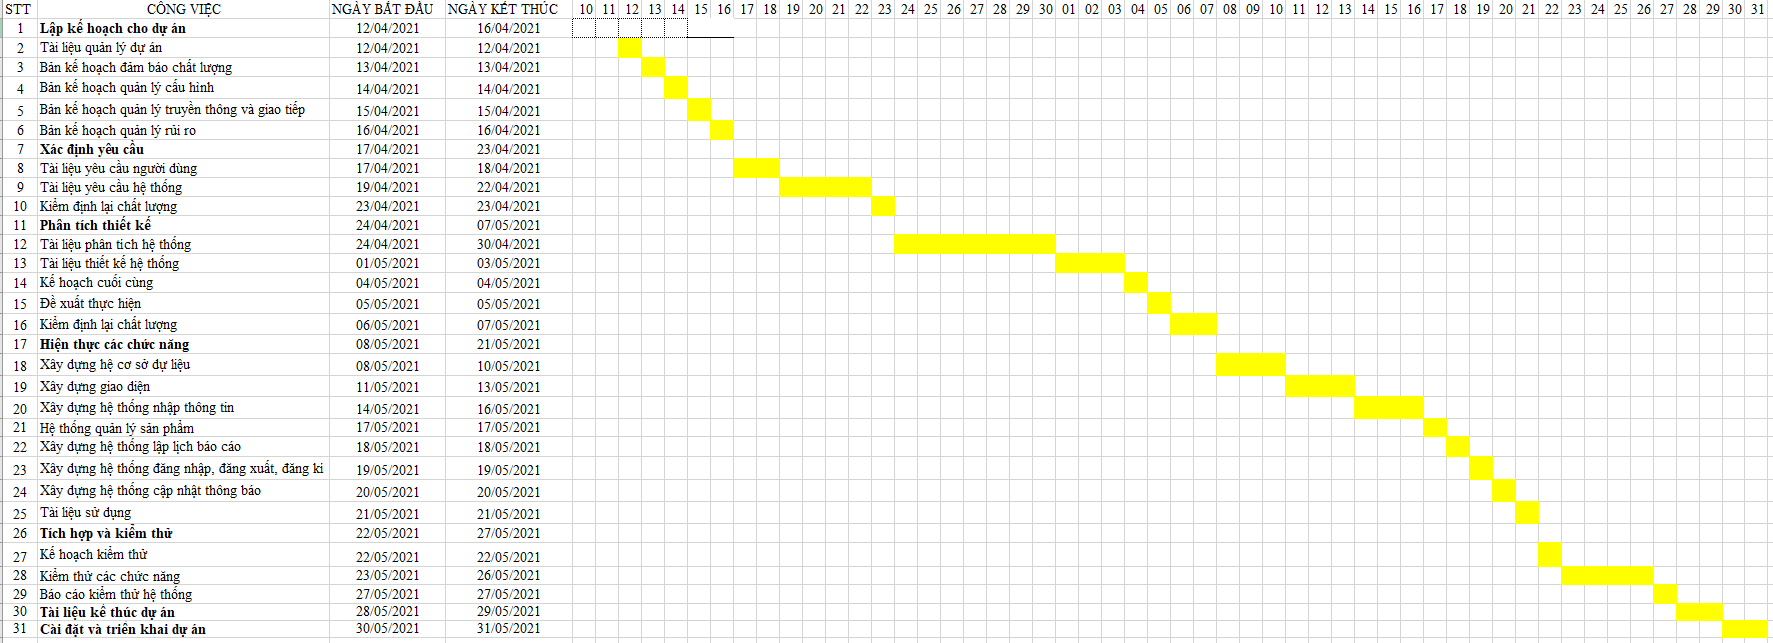 STT CÔNG VIỆC NGÀY BẮT ĐẦU NGÀY KẾT THÚC 10 11 12 13 14 15 16 17 18 19 20 21 22 23 24 25 26 27 28 29 30 01 02 03 04 05 06 07 08 09 10 11 12 13 14 15 16 17 18 19 20 21 22 23 24 25 26 27 28 29 30 31
1 Lập kế hoạch cho dự án 12/04/2021 16/04/2021
2 Tài liệu quản lý dự án 12/04/2021 12/04/2021
3 Bản kế hoạch đảm bảo chất lượng 13/04/2021 13/04/2021
4 Bản kế hoạch quản lý cấu hình 14/04/2021 14/04/2021
5 Bản kế hoạch quản lý truyền thông và giao tiếp 15/04/2021 15/04/2021
6 Bản kế hoạch quản lý rủi ro 16/04/2021 16/04/2021
7 Xác định yêu cầu 17/04/2021 23/04/2021
8 Tài liệu yêu cầu người dùng 17/04/2021 18/04/2021
9 Tài liệu yêu cầu hệ thống 19/04/2021 22/04/2021
10 Kiểm định lại chất lượng 23/04/2021 23/04/2021
11 Phân tích thiết kế 24/04/2021 07/05/2021
12 Tài liệu phân tích hệ thống 24/04/2021 30/04/2021
13 Tài liệu thiết kế hệ thống 01/05/2021 03/05/2021
14 Kế hoạch cuối cùng 04/05/2021 04/05/2021
15 Đề xuất thực hiện 05/05/2021 05/05/2021
16 Kiểm định lại chất lượng 06/05/2021 07/05/2021
17 Hiện thực các chức năng 08/05/2021 21/05/2021
18 Xây dựng hệ cơ sở dự liệu 08/05/2021 10/05/2021
19 Xây dựng giao diện 11/05/2021 13/05/2021
20 Xây dựng hệ thống nhập thông tin 14/05/2021 16/05/2021
21 Hệ thống quản lý sản phẩm 17/05/2021 17/05/2021
22 Xây dựng hệ thống lập lịch báo cáo 18/05/2021 18/05/2021
23 Xây dựng hệ thống đăng nhập, đăng xuất, đăng kí 19/05/2021 19/05/2021
24 Xây dựng hệ thống cập nhật thông báo 20/05/2021 20/05/2021
25 Tài liệu sử dụng 21/05/2021 21/05/2021
26 Tích hợp và kiểm thử 22/05/2021 27/05/2021
27 Kế hoạch kiểm thử 22/05/2021 22/05/2021
28 Kiểm thử các chức năng 23/05/2021 26/05/2021
29 Báo cáo kiểm thử hệ thống 27/05/2021 27/05/2021
30 Tài liệu kế thúc dự án 28/05/2021 29/05/2021
31 Cài đặt và triên khai dự án 30/05/2021 31/05/2021